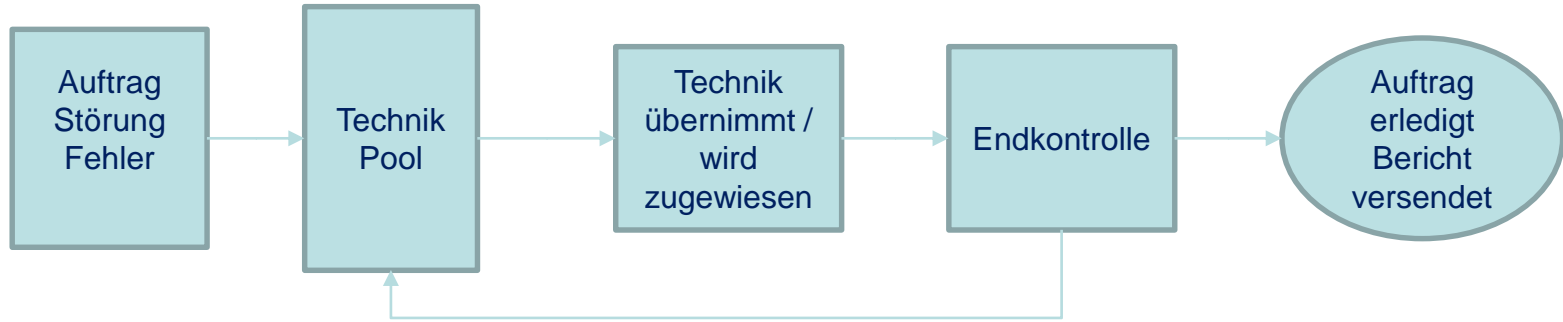 Auftrag
Störung
Fehler
Technik
Pool
Technik
übernimmt /
wird
zugewiesen
Endkontrolle
Auftrag
erledigt
Bericht
versendet